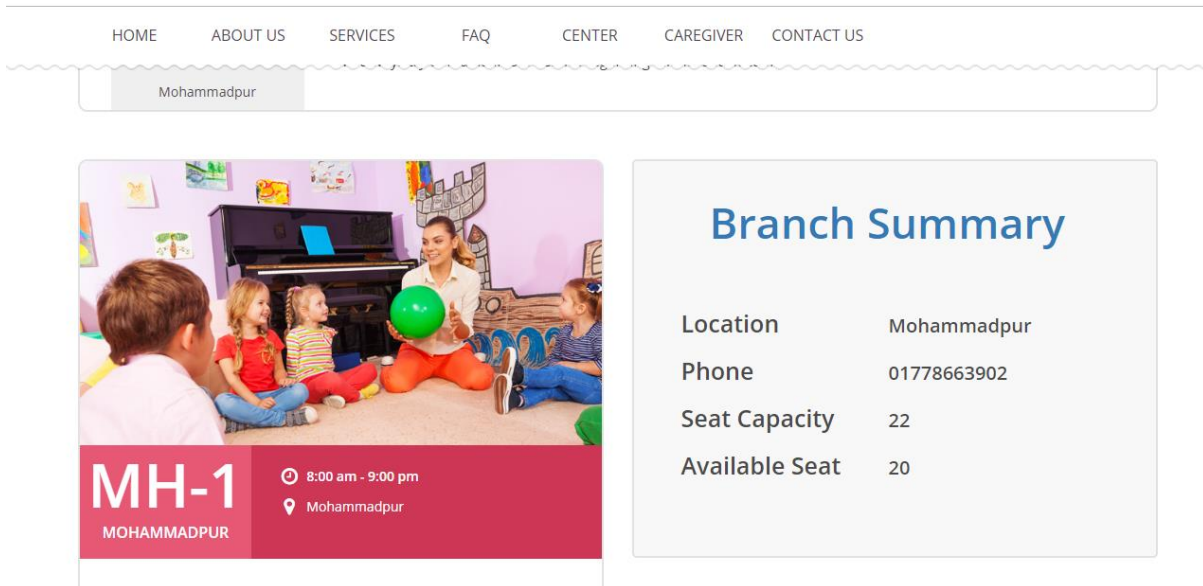 HOME ABOUT US SERVICES FAQ CENTER CAREGIVER CONTACT US
Mohammadpur
MH-1
MOHAMMADPUR
8:00 am - 9:00 pm
Mohammadpur
Branch Summary
Location Mohammadpur
Phone 01778663902
Seat Capacity 22
Available Seat 20